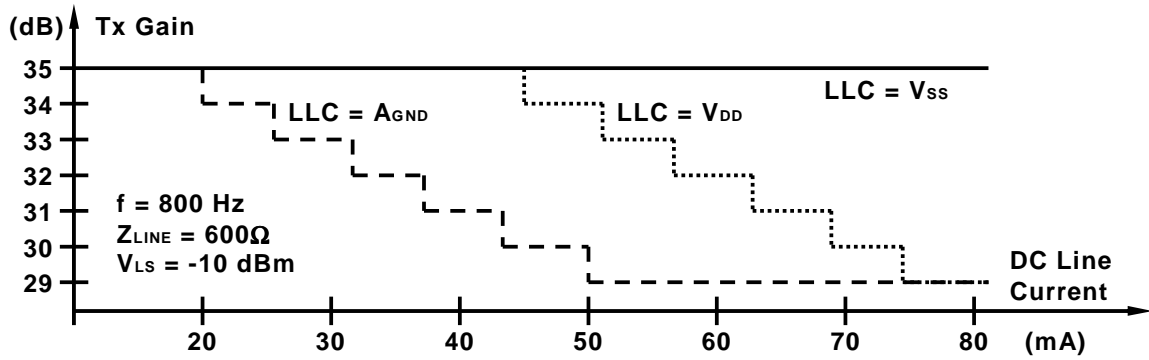 (dB) Tx Gain
35
34
33
32
31
30
29
LLC = AGND
LLC = VDD
LLC = VSS
f = 800 Hz
ZLINE = 600Ω
VLS = -10 dBm
DC Line
Current
20 30 40 50 60 70 80 (mA)